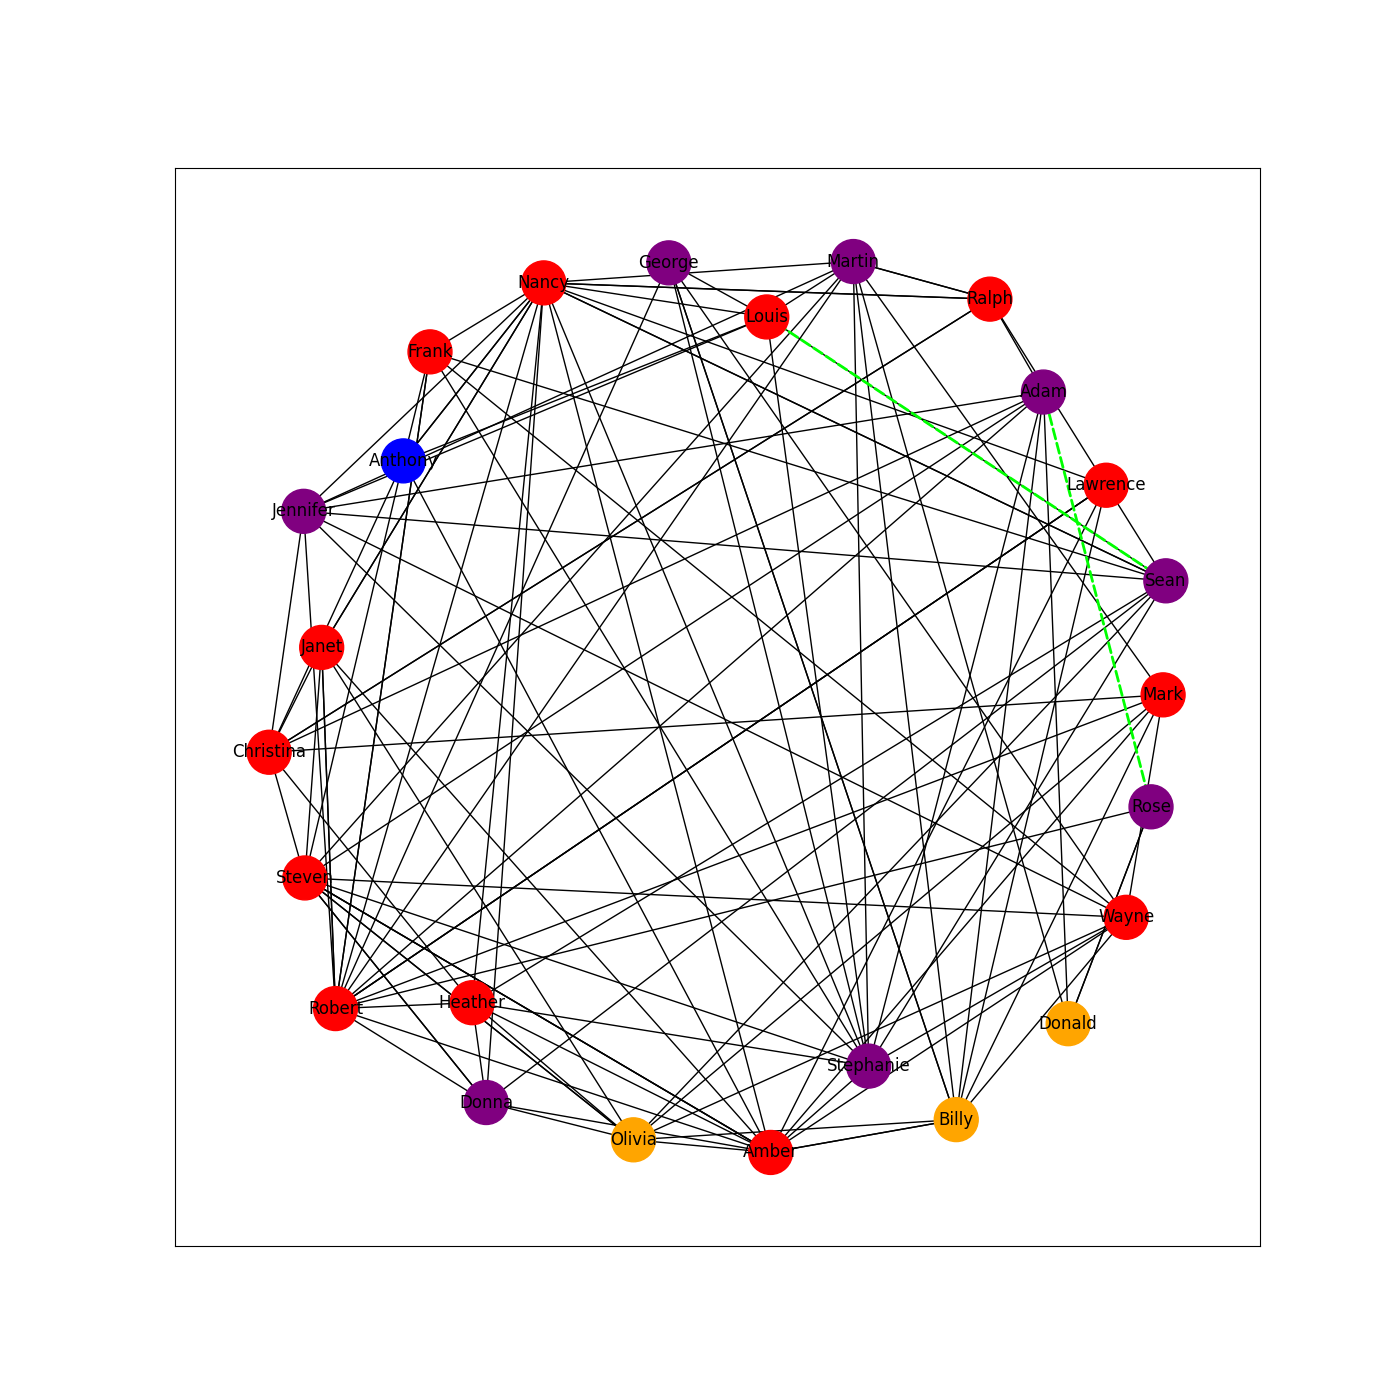 George
Martin
Nancy
Ralph
Louis
Frank
Adam
Anthony
Lawrence
Jennifer
Sean
Janet
Mark
Christina
Rose
Steven
Wayne
Heather
Robert
Donald
Stephanie
Donna
Billy
Olivia
Amber